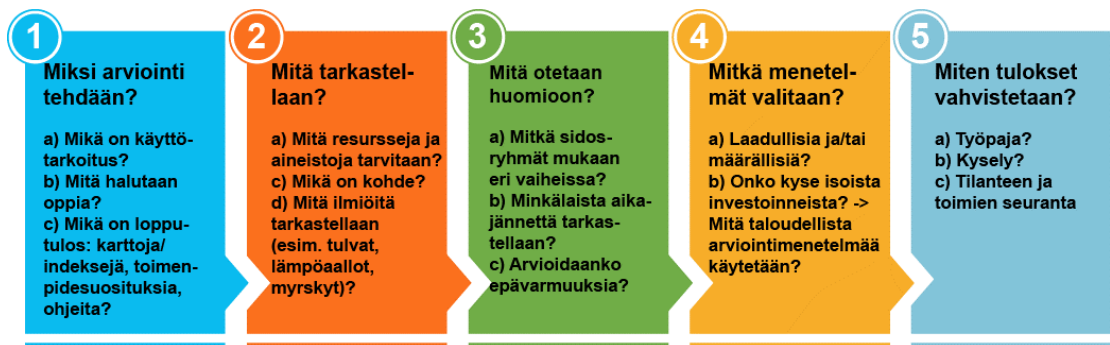 1
Miksi arviointi
tehdään?
a) Mikä on käyttö-
tarkoitus?
b) Mitä halutaan
oppia?
c) Mikä on loppu-
tulos: karttoja/
indeksejä, toimen-
pidesuosituksia,
ohjeita?
2
Mitä tarkastel-
laan?
a) Mitä resursseja ja
aineistoja tarvitaan?
c) Mikä on kohde?
d) Mitä ilmiöitä
tarkastellaan
(esim. tulvat,
lämpöaallot,
myrskyt)?
3
Mitä otetaan
huomioon?
a) Mitkä sidos-
ryhmät mukaan
eri vaiheissa?
b) Minkälaista aika-
jännettä tarkas-
tellaan?
c) Arvioidaanko
epävarmuuksia?
4
Mitkä menetel-
mät valitaan?
a) Laadullisia ja/tai
määrällisiä?
b) Onko kyse isoista
investoinneista? ->
Mitä taloudellista
arviointimenetelmää
käytetään?
5
Miten tulokset
vahvistetaan?
a) Työpaja?
b) Kysely?
c) Tilanteen ja
toimien seuranta